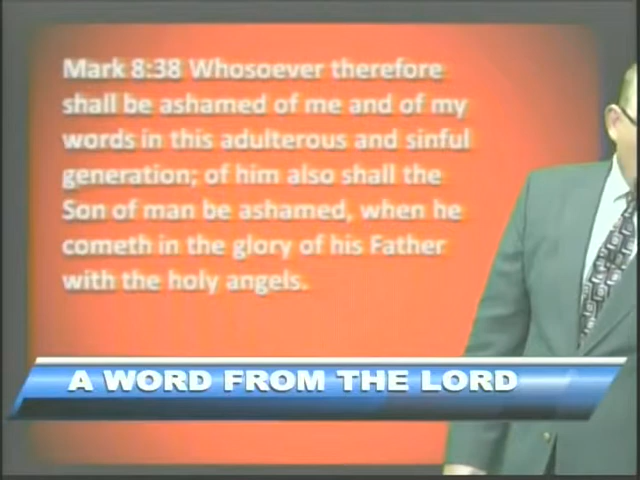 Mark 8:38 Whosoever therefore
shall be ashamed of me and of my
words in this adulterous and sinful
generation; of him also shall the
Son of man be ashamed, when he
cometh in the glory of his Father
with the holy angels.
A WORD FROM THE LORD